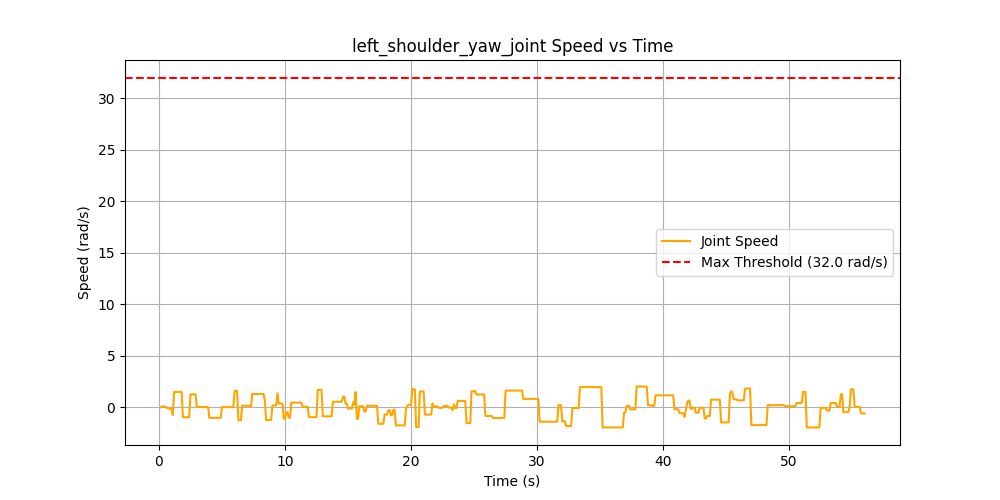 left_shoulder_yaw_joint Speed vs Time
Speed (rad/s)
30
25
20
15
10
5
0
Joint Speed
Max Threshold (32.0 rad/s)
0
10
20
30
40
50
Time (s)